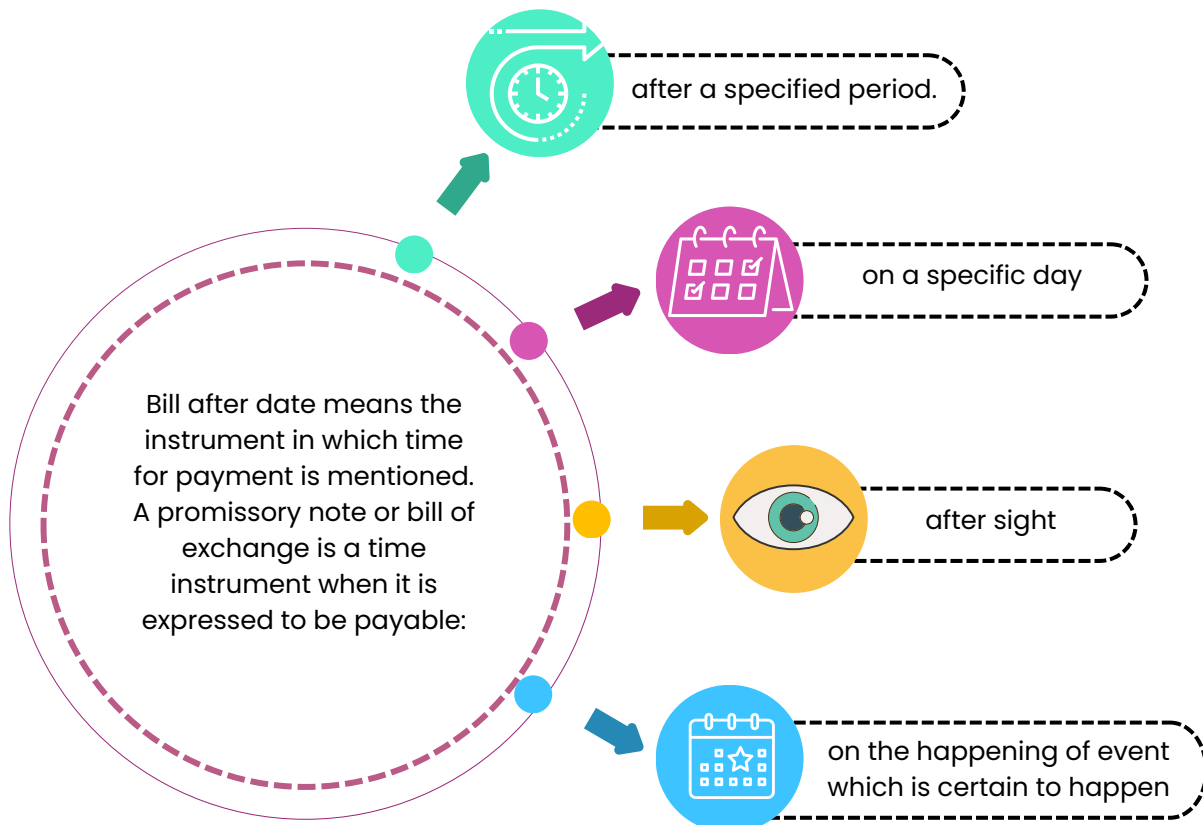 after a specified period.
on a specific day
Bill after date means the
instrument in which time
for payment is mentioned.
A promissory note or bill of
exchange is a time
instrument when it is
expressed to be payable:
after sight
on the happening of event
which is certain to happen